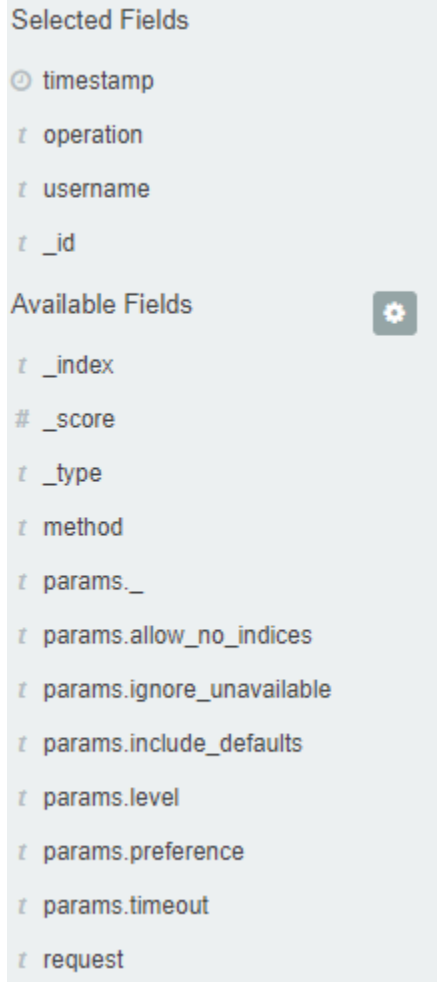 Selected Fields
timestamp
t operation
t username
t _id
Available Fields
t _index
# _score
t _type
t method
t params._
t params.allow_no_indices
t params.ignore_unavailable
t params.include_defaults
t params.level
t params.preference
t params.timeout
t request